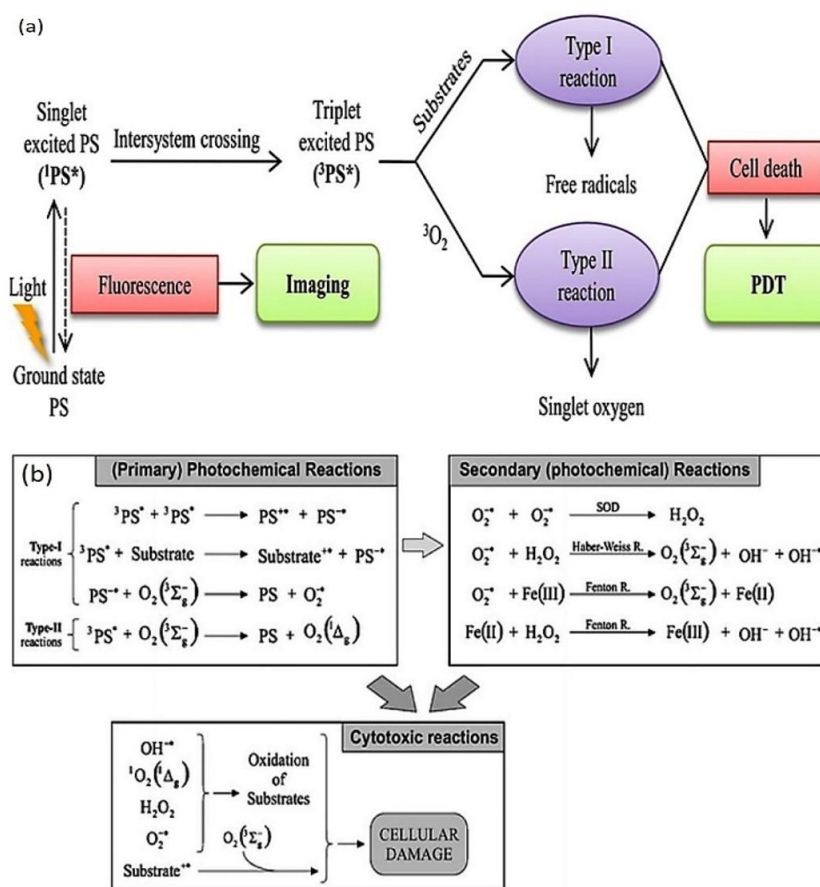 (a)
Singlet
excited PS
(¹PS*)
Intersystem crossing
Triplet
excited PS
(³PS*)
Substrates
³O₂
Type I
reaction
Free radicals
Type II
reaction
Singlet oxygen
Cell death
PDT
Light
Fluorescence
Imaging
Ground state
PS
(b)
(Primary) Photochemical Reactions
Type-I
reactions
³PS* + ³PS* → PS⁺• + PS⁻•
³PS* + Substrate → Substrate⁺• + PS⁻•
PS⁻• + O₂(³Σg⁻) → PS + O₂⁻•
Type-II
reactions
³PS* + O₂(³Σg⁻) → PS + O₂(¹Δg)
Secondary (photochemical) Reactions
O₂⁻• + O₂⁻• SOD → H₂O₂
O₂⁻• + H₂O₂ Haber-Weiss R. → O₂(³Σg⁻) + OH⁻ + OH⁻•
O₂⁻• + Fe(III) Fenton R. → O₂(³Σg⁻) + Fe(II)
Fe(II) + H₂O₂ Fenton R. → Fe(III) + OH⁻ + OH⁻•
Cytotoxic reactions
OH⁻•
¹O₂(¹Δg)
H₂O₂
O₂⁻•
Substrate⁺•
Oxidation
of
Substrates
O₂(³Σg⁻)
CELLULAR
DAMAGE